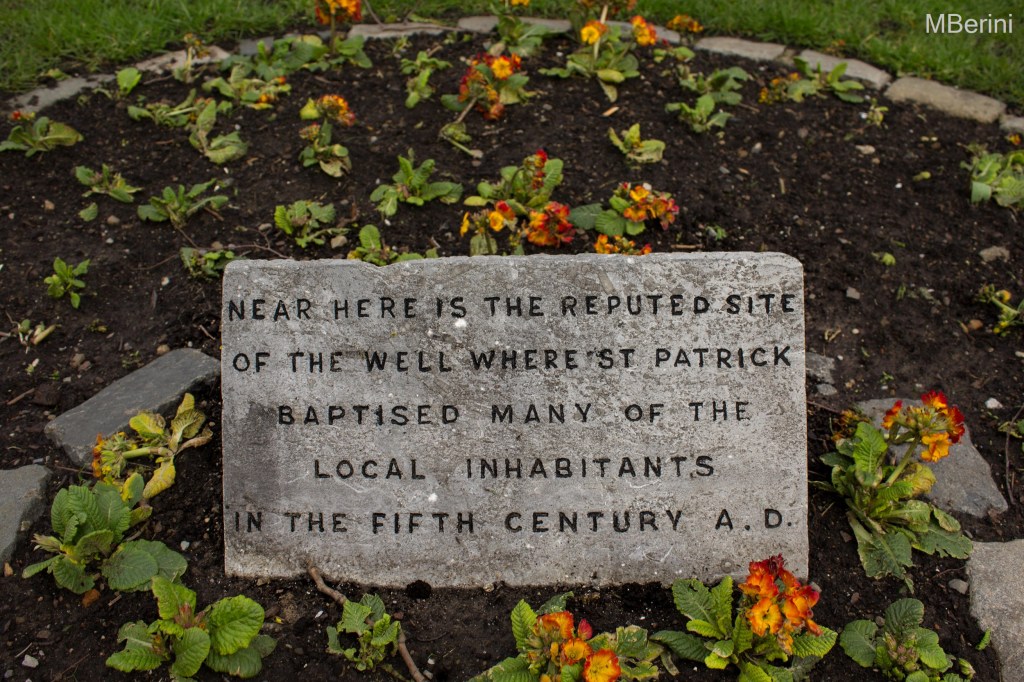 MBerini
NEAR HERE IS THE REPUTED SITE
OF THE WELL WHERE ST PATRICK
BAPTISED MANY OF THE
LOCAL INHABITANTS
IN THE FIFTH CENTURY A.D.